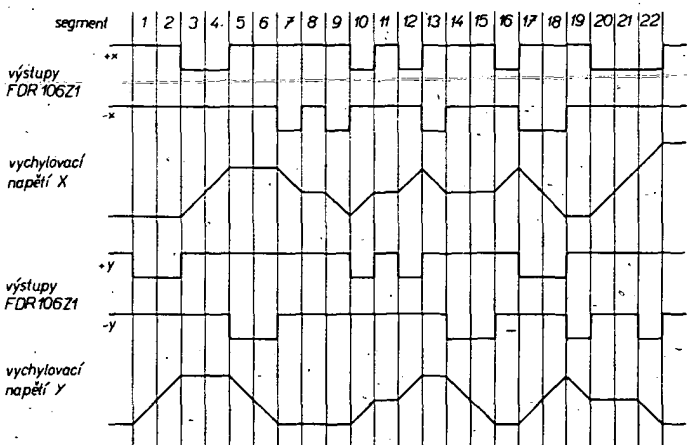 segment 1 2 3 4 5 6 7 8 9 10 11 12 13 14 15 16 17 18 19 20 21 22
+x
výstupy
FDR 106Z1
-x
vychylovací
napětí X
+y
výstupy
FDR 106Z1
-y
vychylovací
napětí Y